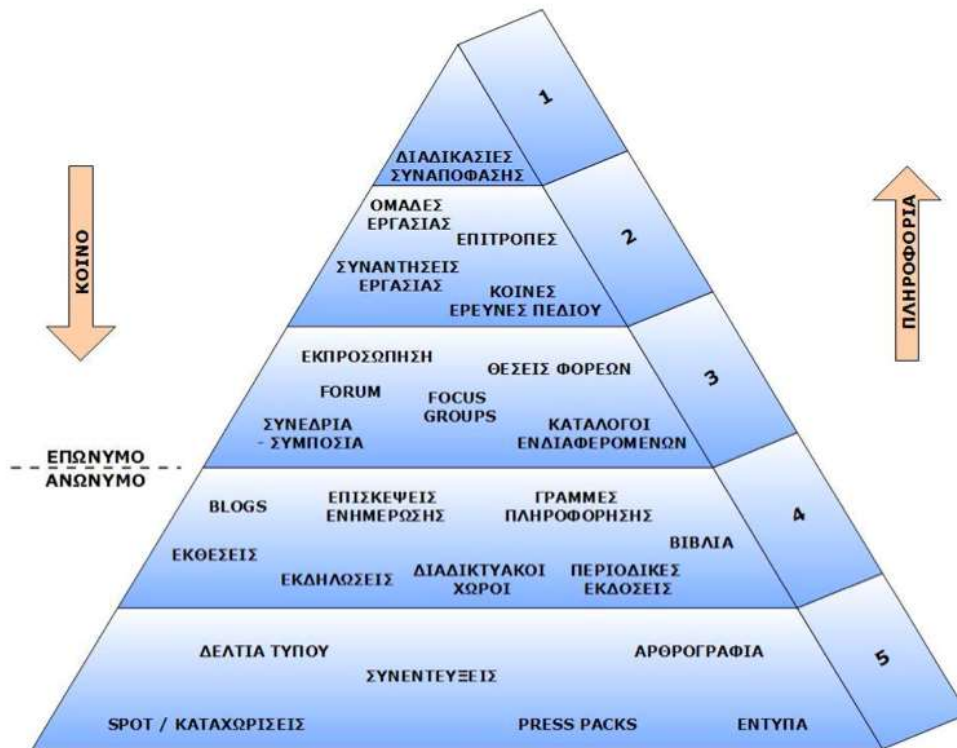 1
ΔΙΑΔΙΚΑΣΙΕΣ
ΣΥΝΑΠΟΦΑΣΗΣ
ΚΟΙΝΟ
ΠΛΗΡΟΦΟΡΙΑ
2
ΟΜΑΔΕΣ
ΕΡΓΑΣΙΑΣ
ΕΠΙΤΡΟΠΕΣ
ΣΥΝΑΝΤΗΣΕΙΣ
ΕΡΓΑΣΙΑΣ
ΚΟΙΝΕΣ
ΕΡΕΥΝΕΣ ΠΕΔΙΟΥ
3
ΕΚΠΡΟΣΩΠΗΣΗ
ΘΕΣΕΙΣ ΦΟΡΕΩΝ
FORUM
FOCUS
GROUPS
ΣΥΝΕΔΡΙΑ
- ΣΥΜΠΟΣΙΑ
ΚΑΤΑΛΟΓΟΙ
ΕΝΔΙΑΦΕΡΟΜΕΝΩΝ
ΕΠΩΝΥΜΟ
ΑΝΩΝΥΜΟ
4
BLOGS
ΕΠΙΣΚΕΨΕΙΣ
ΕΝΗΜΕΡΩΣΗΣ
ΓΡΑΜΜΕΣ
ΠΛΗΡΟΦΟΡΗΣΗΣ
ΒΙΒΛΙΑ
ΕΚΘΕΣΕΙΣ
ΕΚΔΗΛΩΣΕΙΣ
ΔΙΑΔΙΚΤΥΑΚΟΙ
ΧΩΡΟΙ
ΠΕΡΙΟΔΙΚΕΣ
ΕΚΔΟΣΕΙΣ
5
ΔΕΛΤΙΑ ΤΥΠΟΥ
ΣΥΝΕΝΤΕΥΞΕΙΣ
ΑΡΘΡΟΓΡΑΦΙΑ
SPOT / ΚΑΤΑΧΩΡΙΣΕΙΣ
PRESS PACKS
ΕΝΤΥΠΑ